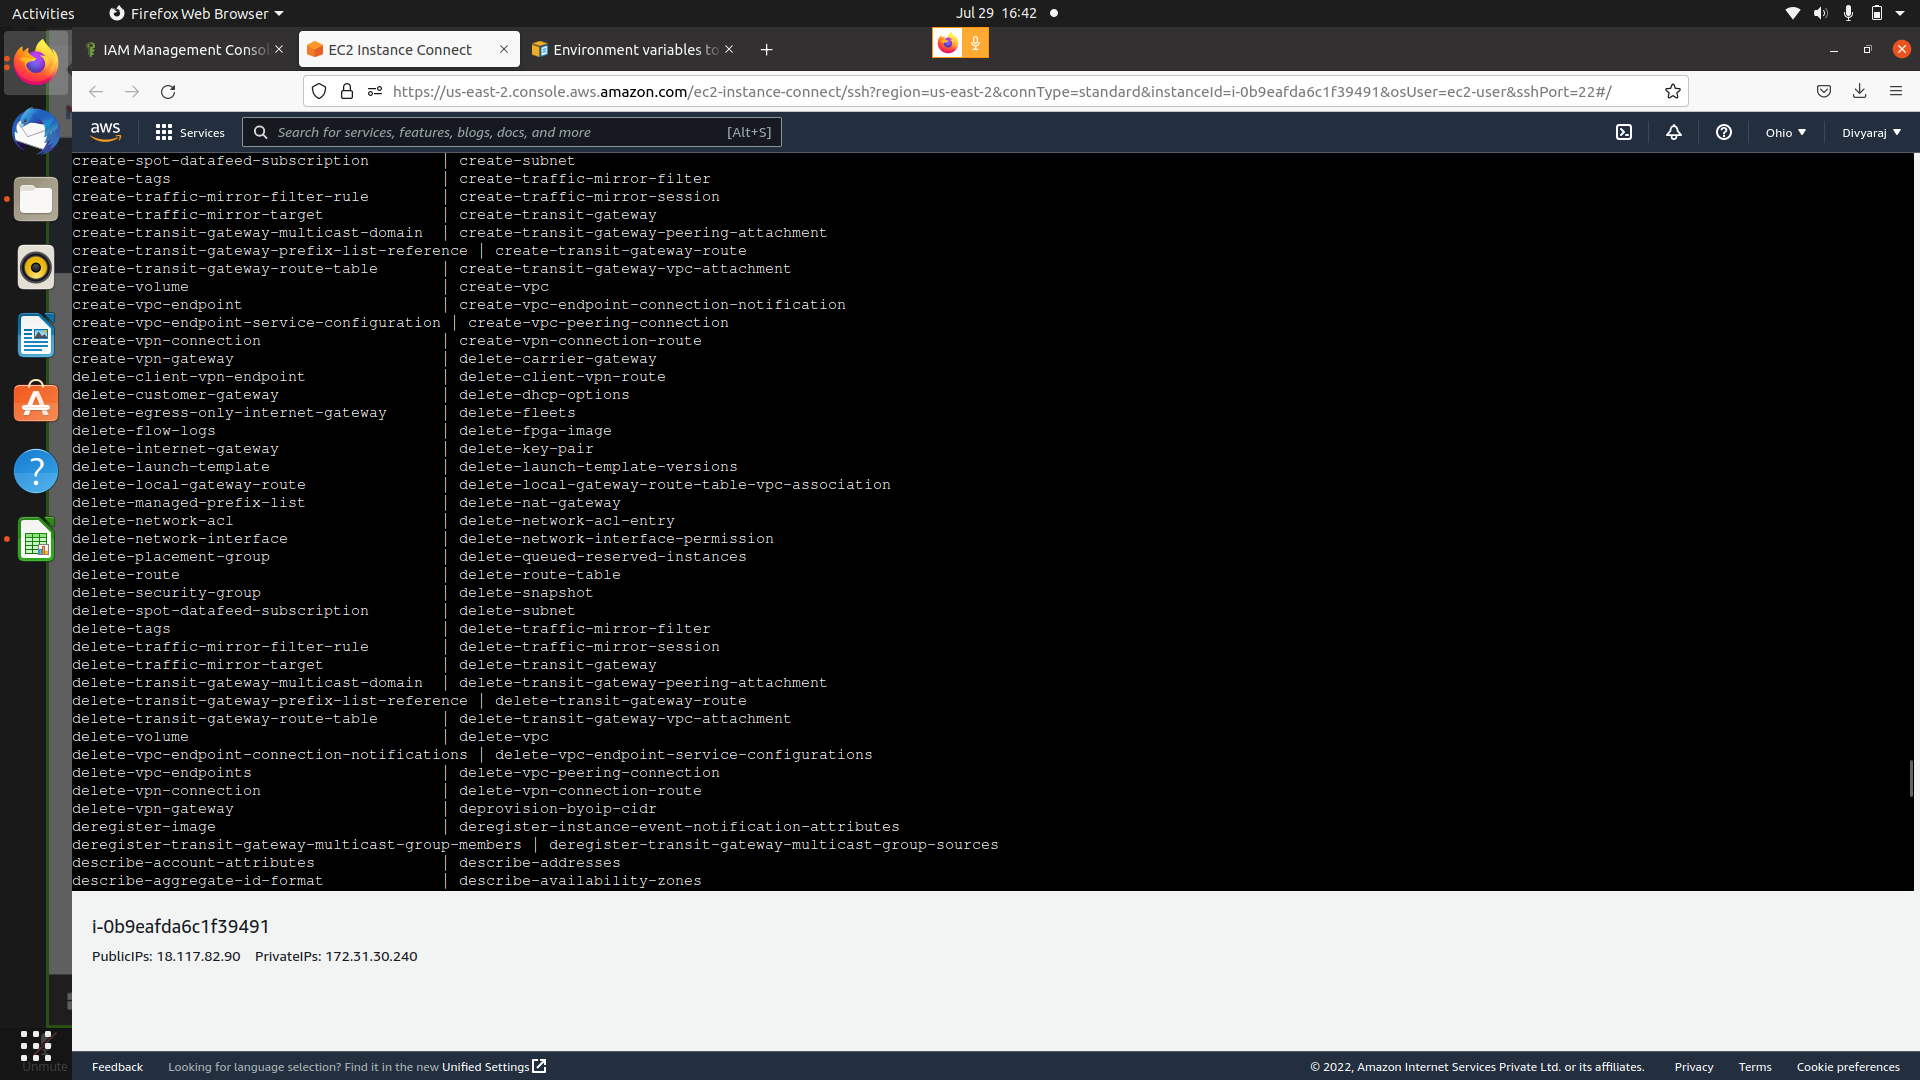 Activities
Firefox Web Browser
Jul 29 16:42
IAM Management Consol
EC2 Instance Connect
Environment variables to
https://us-east-2.console.aws.amazon.com/ec2-instance-connect/ssh?region=us-east-2&connType=standard&instanceId=i-0b9eafda6c1f39491&osUser=ec2-user&sshPort=22#/
aws
Services
Search for services, features, blogs, docs, and more
[Alt+S]
Ohio
Divyaraj
create-spot-datafeed-subscription | create-subnet
create-tags | create-traffic-mirror-filter
create-traffic-mirror-filter-rule | create-traffic-mirror-session
create-traffic-mirror-target | create-transit-gateway
create-transit-gateway-multicast-domain | create-transit-gateway-peering-attachment
create-transit-gateway-prefix-list-reference | create-transit-gateway-route
create-transit-gateway-route-table | create-transit-gateway-vpc-attachment
create-volume | create-vpc
create-vpc-endpoint | create-vpc-endpoint-connection-notification
create-vpc-endpoint-service-configuration | create-vpc-peering-connection
create-vpn-connection | create-vpn-connection-route
create-vpn-gateway | delete-carrier-gateway
delete-client-vpn-endpoint | delete-client-vpn-route
delete-customer-gateway | delete-dhcp-options
delete-egress-only-internet-gateway | delete-fleets
delete-flow-logs | delete-fpga-image
delete-internet-gateway | delete-key-pair
delete-launch-template | delete-launch-template-versions
delete-local-gateway-route | delete-local-gateway-route-table-vpc-association
delete-managed-prefix-list | delete-nat-gateway
delete-network-acl | delete-network-acl-entry
delete-network-interface | delete-network-interface-permission
delete-placement-group | delete-queued-reserved-instances
delete-route | delete-route-table
delete-security-group | delete-snapshot
delete-spot-datafeed-subscription | delete-subnet
delete-tags | delete-traffic-mirror-filter
delete-traffic-mirror-filter-rule | delete-traffic-mirror-session
delete-traffic-mirror-target | delete-transit-gateway
delete-transit-gateway-multicast-domain | delete-transit-gateway-peering-attachment
delete-transit-gateway-prefix-list-reference | delete-transit-gateway-route
delete-transit-gateway-route-table | delete-transit-gateway-vpc-attachment
delete-volume | delete-vpc
delete-vpc-endpoint-connection-notifications | delete-vpc-endpoint-service-configurations
delete-vpc-endpoints | delete-vpc-peering-connection
delete-vpn-connection | delete-vpn-connection-route
delete-vpn-gateway | deprovision-byoip-cidr
deregister-image | deregister-instance-event-notification-attributes
deregister-transit-gateway-multicast-group-members | deregister-transit-gateway-multicast-group-sources
describe-account-attributes | describe-addresses
describe-aggregate-id-format | describe-availability-zones
i-0b9eafda6c1f39491
PublicIPs: 18.117.82.90 PrivateIPs: 172.31.30.240
Unmute
Feedback
Looking for language selection? Find it in the new Unified Settings
© 2022, Amazon Internet Services Private Ltd. or its affiliates.
Privacy
Terms
Cookie preferences